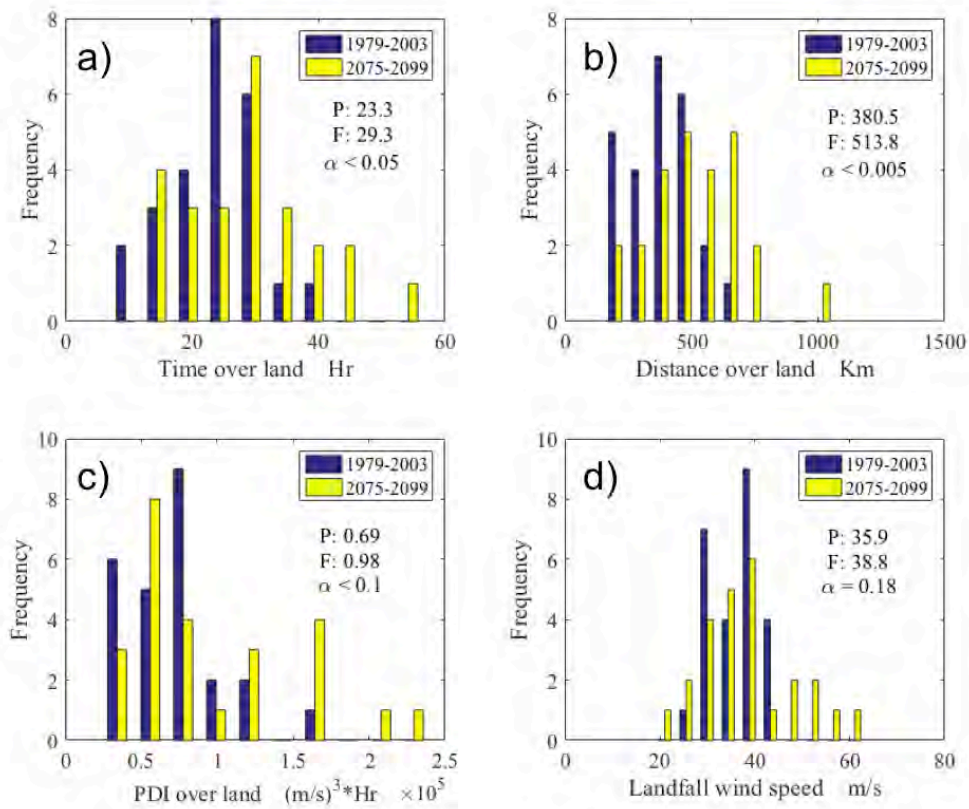 a)
1979-2003
2075-2099
P: 23.3
F: 29.3
α < 0.05
Frequency
8
6
4
2
0
0 20 40 60
Time over land Hr
b)
1979-2003
2075-2099
P: 380.5
F: 513.8
α < 0.005
Frequency
8
6
4
2
0
0 500 1000 1500
Distance over land Km
c)
1979-2003
2075-2099
P: 0.69
F: 0.98
α < 0.1
Frequency
10
8
6
4
2
0
0 0.5 1 1.5 2 2.5
PDI over land (m/s)³*Hr ×10⁵
d)
1979-2003
2075-2099
P: 35.9
F: 38.8
α = 0.18
Frequency
10
8
6
4
2
0
0 20 40 60 80
Landfall wind speed m/s